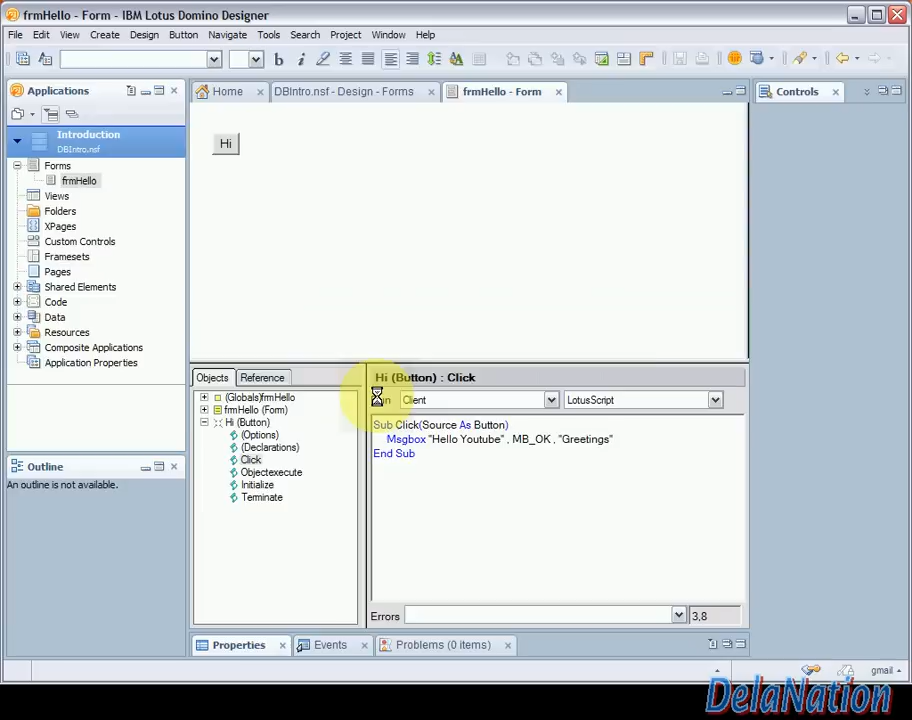 frmHello - Form - IBM Lotus Domino Designer
File Edit View Create Design Button Navigate Tools Search Project Window Help
b i
Applications
Home
DBIntro.nsf - Design - Forms
frmHello - Form
Controls
Introduction
DBIntro.nsf
Forms
frmHello
Views
Folders
XPages
Custom Controls
Framesets
Pages
Shared Elements
Code
Data
Resources
Composite Applications
Application Properties
Hi
Outline
An outline is not available.
Objects Reference
(Globals)frmHello
frmHello (Form)
Hi (Button)
(Options)
(Declarations)
Click
Objectexecute
Initialize
Terminate
Hi (Button) : Click
Client LotusScript
Sub Click(Source As Button)
Msgbox "Hello Youtube" , MB_OK , "Greetings"
End Sub
Errors 3,8
Properties Events Problems (0 items)
gmail
DelaNation